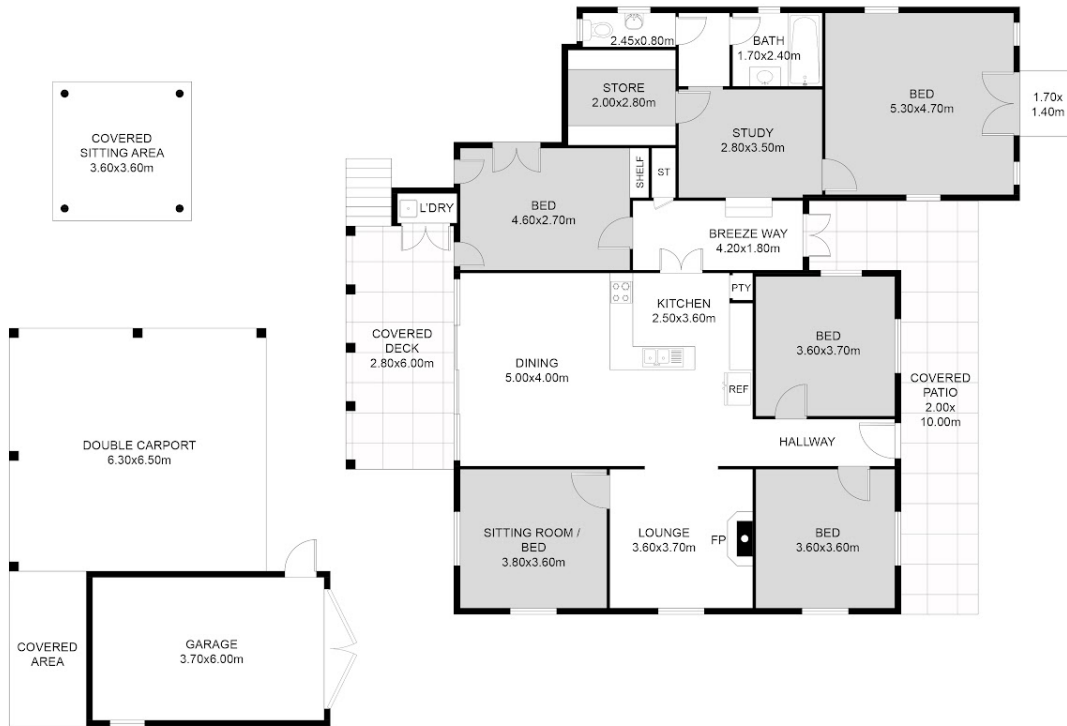 2.45x0.80m
BATH
1.70x2.40m
STORE
2.00x2.80m
BED
5.30x4.70m
1.70x
1.40m
COVERED
SITTING AREA
3.60x3.60m
STUDY
2.80x3.50m
SHELF
ST
L'DRY
BED
4.60x2.70m
BREEZE WAY
4.20x1.80m
KITCHEN
2.50x3.60m
PTY
COVERED
DECK
2.80x6.00m
DINING
5.00x4.00m
BED
3.60x3.70m
REF
COVERED
PATIO
2.00x
10.00m
DOUBLE CARPORT
6.30x6.50m
HALLWAY
SITTING ROOM /
BED
3.80x3.60m
LOUNGE
3.60x3.70m
FP
BED
3.60x3.60m
COVERED
AREA
GARAGE
3.70x6.00m